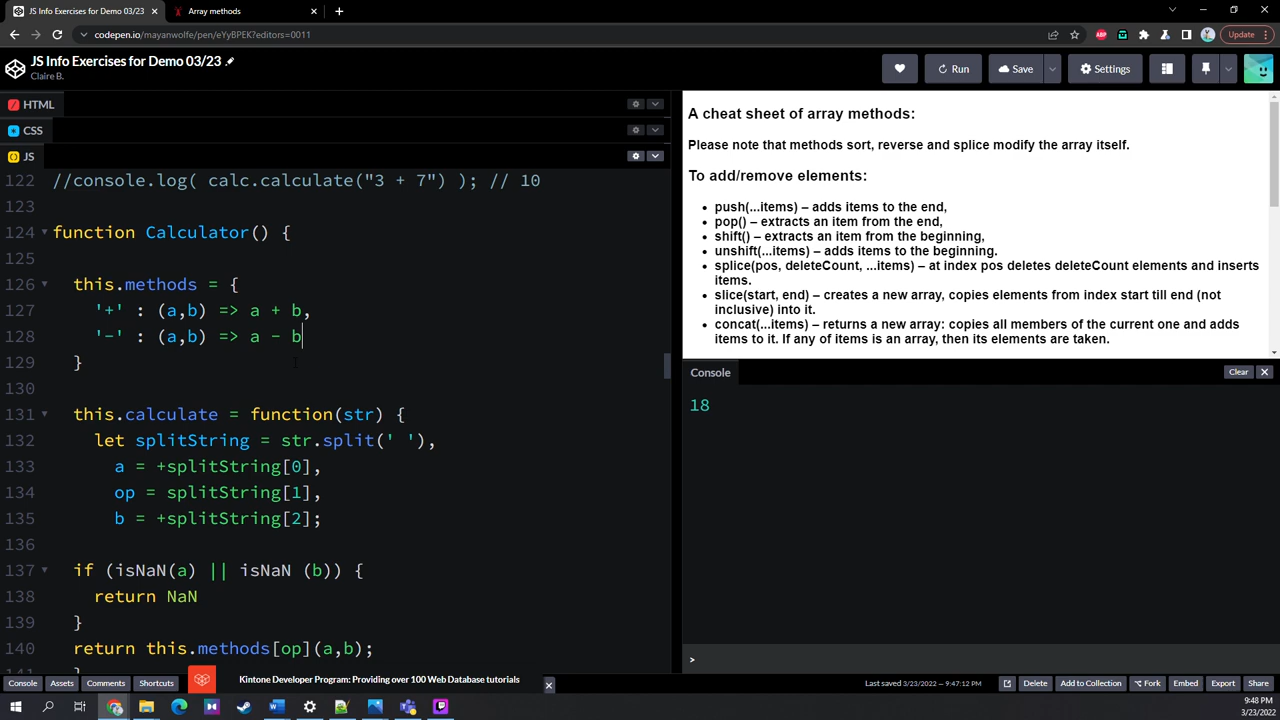 JS Info Exercises for Demo 03/23
Array methods
codepen.io/mayanwolfe/pen/eYyBPEK?editors=0011
ABP
Update
JS Info Exercises for Demo 03/23
Claire B.
Run
Save
Settings
HTML
CSS
JS
122 //console.log( calc.calculate("3 + 7") ); // 10
123
124 function Calculator() {
125
126 this.methods = {
127 '+' : (a,b) => a + b,
128 '-' : (a,b) => a - b
129 }
130
131 this.calculate = function(str) {
132 let splitString = str.split(' '),
133 a = +splitString[0],
134 op = splitString[1],
135 b = +splitString[2];
136
137 if (isNaN(a) || isNaN (b)) {
138 return NaN
139 }
140 return this.methods[op](a,b);
141 }
A cheat sheet of array methods:
Please note that methods sort, reverse and splice modify the array itself.
To add/remove elements:
• push(...items) – adds items to the end,
• pop() – extracts an item from the end,
• shift() – extracts an item from the beginning,
• unshift(...items) – adds items to the beginning.
• splice(pos, deleteCount, ...items) – at index pos deletes deleteCount elements and inserts
items.
• slice(start, end) – creates a new array, copies elements from index start till end (not
inclusive) into it.
• concat(...items) – returns a new array: copies all members of the current one and adds
items to it. If any of items is an array, then its elements are taken.
Console
Clear
18
>
Console
Assets
Comments
Shortcuts
Kintone Developer Program: Providing over 100 Web Database tutorials
Last saved 3/23/2022 — 9:47:12 PM
Delete
Add to Collection
Fork
Embed
Export
Share
9:48 PM
3/23/2022